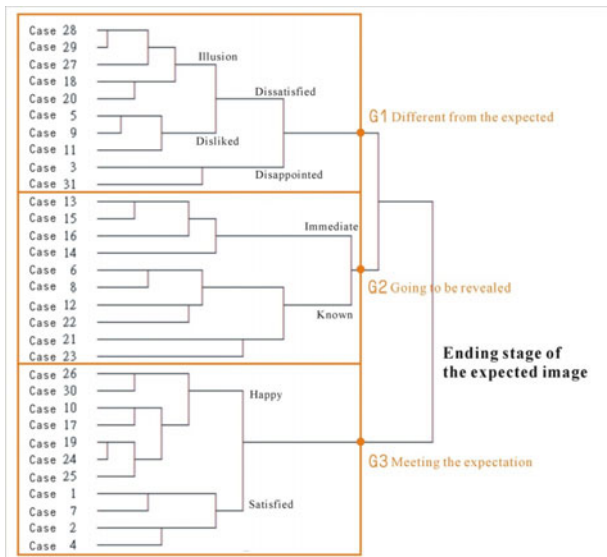 Case 28
Case 29
Case 27
Case 18
Case 20
Case 5
Case 9
Case 11
Case 3
Case 31
Illusion
Dissatisfied
Disliked
Disappointed
G1 Different from the expected
Case 13
Case 15
Case 16
Case 14
Case 6
Case 8
Case 12
Case 22
Case 21
Case 23
Immediate
Known
G2 Going to be revealed
Ending stage of
the expected image
Case 26
Case 30
Case 10
Case 17
Case 19
Case 24
Case 25
Case 1
Case 7
Case 2
Case 4
Happy
Satisfied
G3 Meeting the expectation